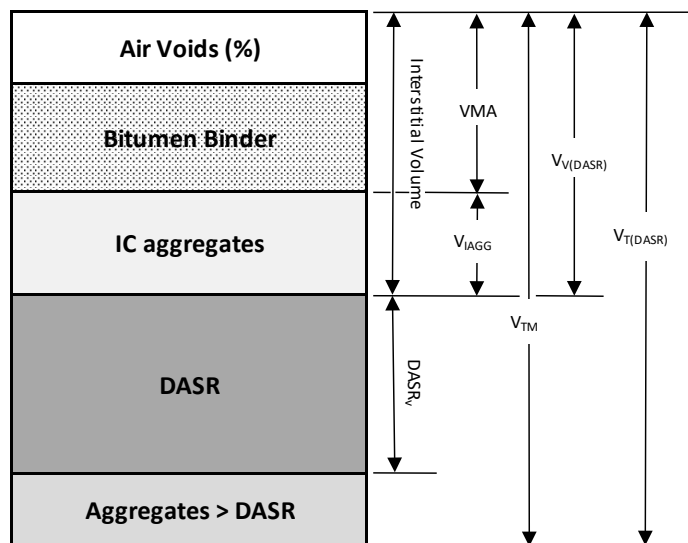 Air Voids (%)
Bitumen Binder
IC aggregates
DASR
Aggregates > DASR
Interstitial Volume
VMA
V_IAGG
DASR_v
V_TM
V_V(DASR)
V_T(DASR)